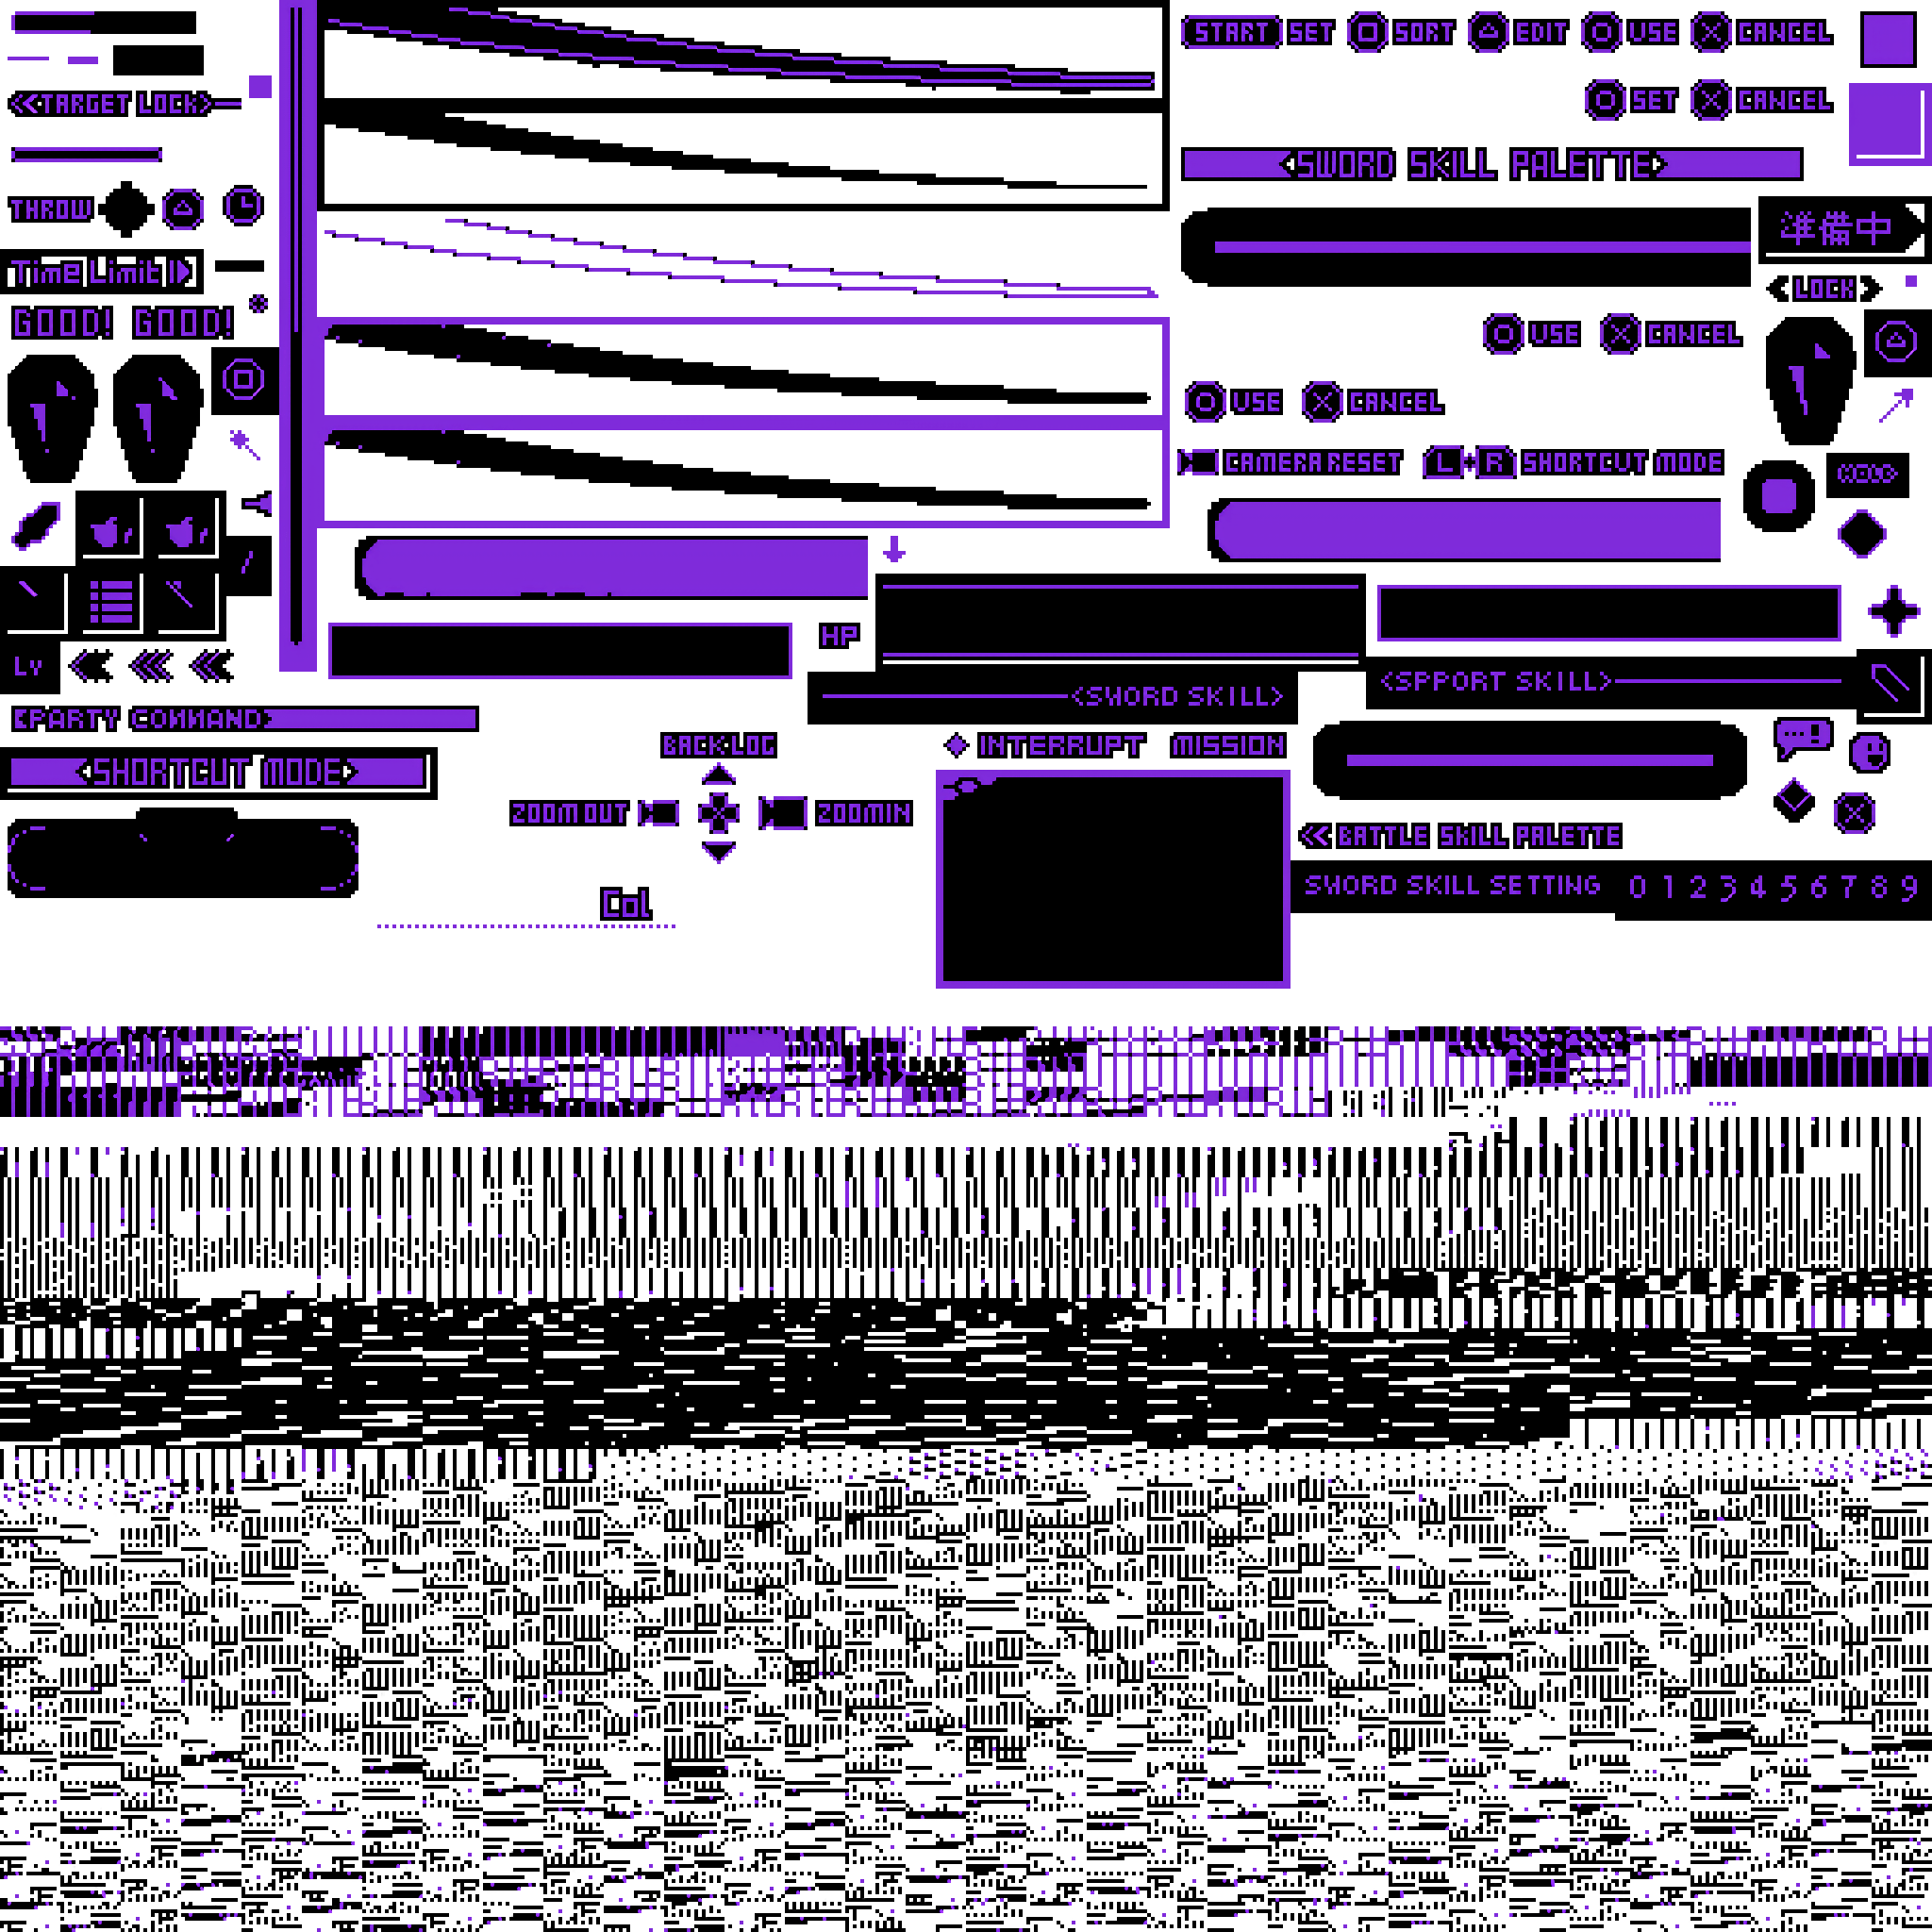 START SET SORT EDIT USE CANCEL
<<TARGET LOCK>
SET CANCEL
<SWORD SKILL PALETTE>
THROW
準備中
Time Limit
<LOCK>
GOOD! GOOD!
USE CANCEL
USE CANCEL
CAMERA RESET L+R SHORTCUT MODE
HP
Lv
<SWORD SKILL>
<SPPORT SKILL>
PARTY COMMAND>
BACKLOG
INTERRUPT MISSION
<SHORTCUT MODE>
ZOOM OUT ZOOM IN
<<BATTLE SKILL PALETTE
Col
SWORD SKILL SETTING 0 1 2 3 4 5 6 7 8 9